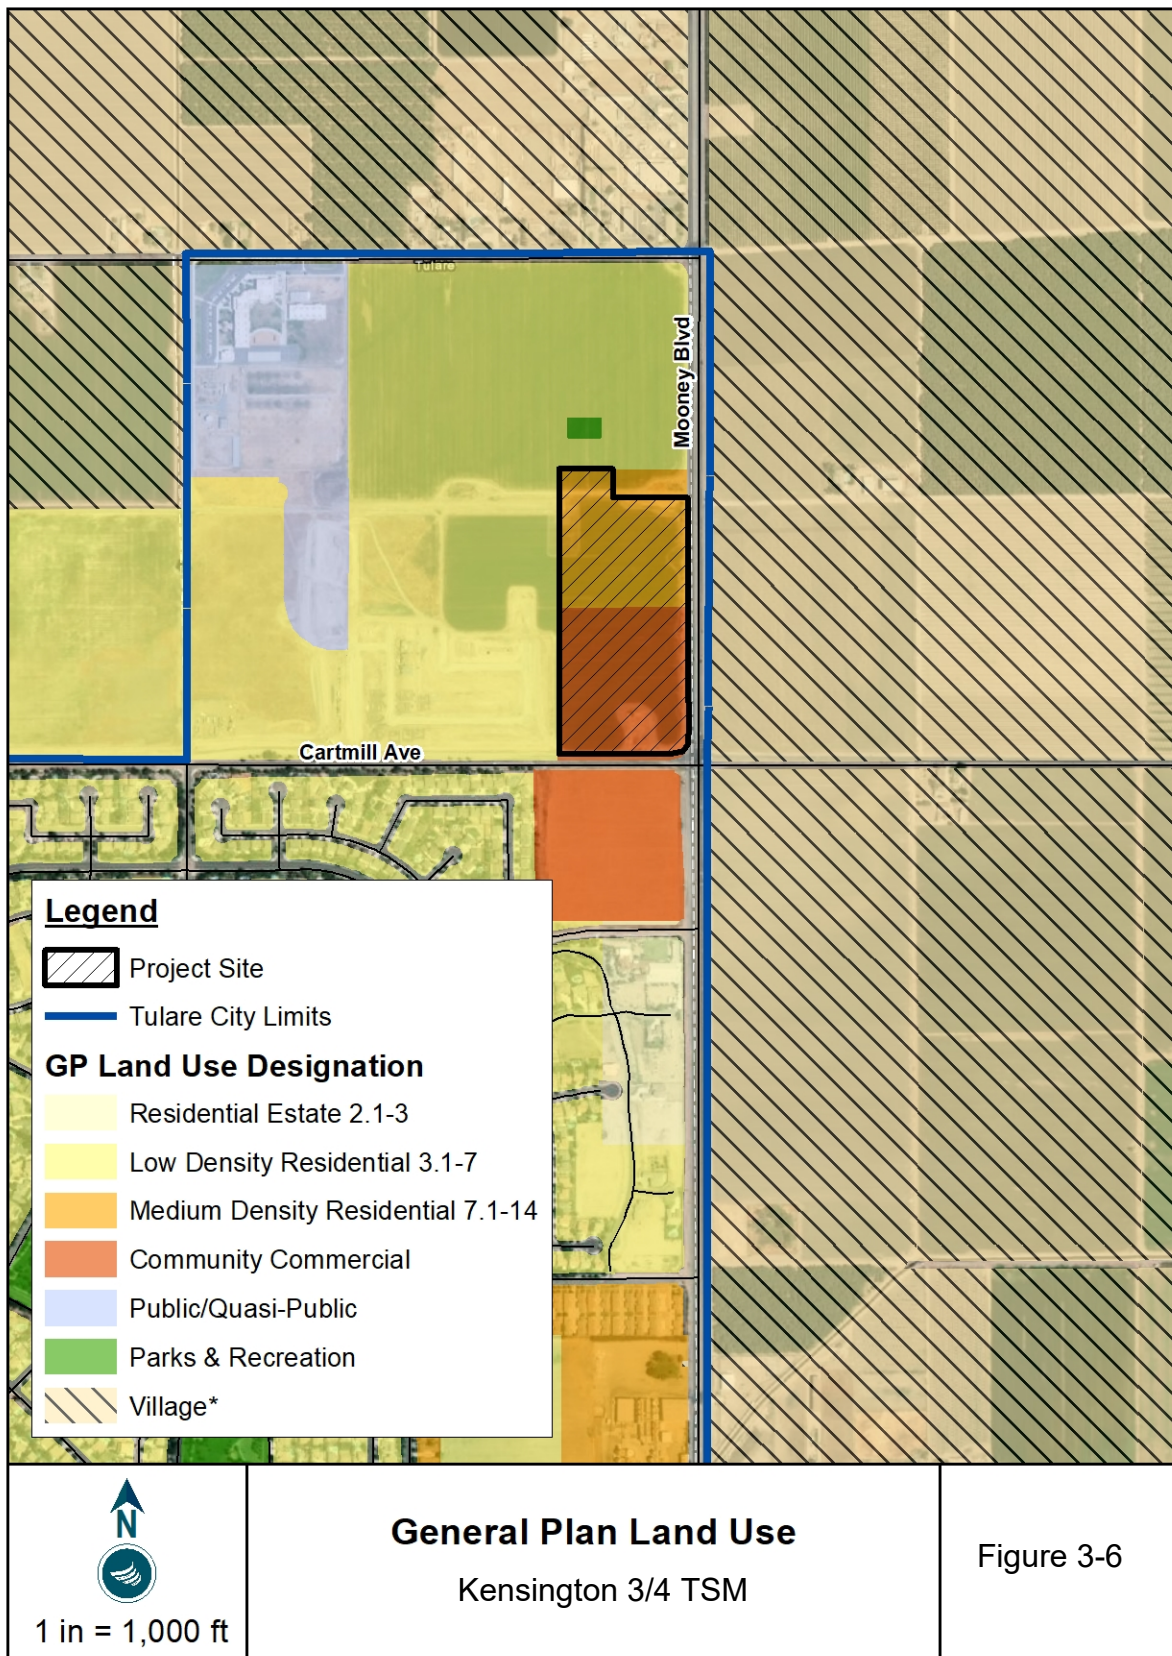 Tulare
Mooney Blvd
Cartmill Ave
Legend
Project Site
Tulare City Limits
GP Land Use Designation
Residential Estate 2.1-3
Low Density Residential 3.1-7
Medium Density Residential 7.1-14
Community Commercial
Public/Quasi-Public
Parks & Recreation
Village*
N
1 in = 1,000 ft
General Plan Land Use
Kensington 3/4 TSM
Figure 3-6